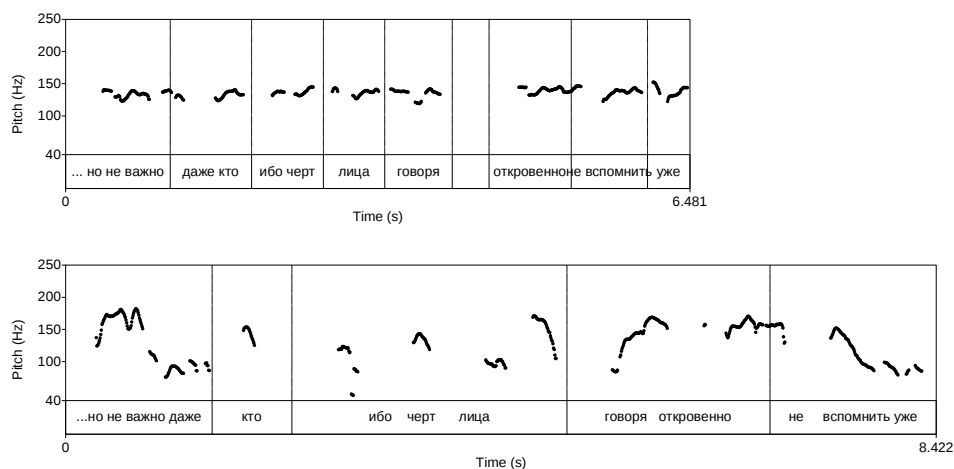 250
200
150
100
40
Pitch (Hz)
... но не важно даже кто ибо черт лица говоря откровенно не вспомнить уже
0 6.481
Time (s)
250
200
150
100
40
Pitch (Hz)
...но не важно даже кто ибо черт лица говоря откровенно не вспомнить уже
0 8.422
Time (s)